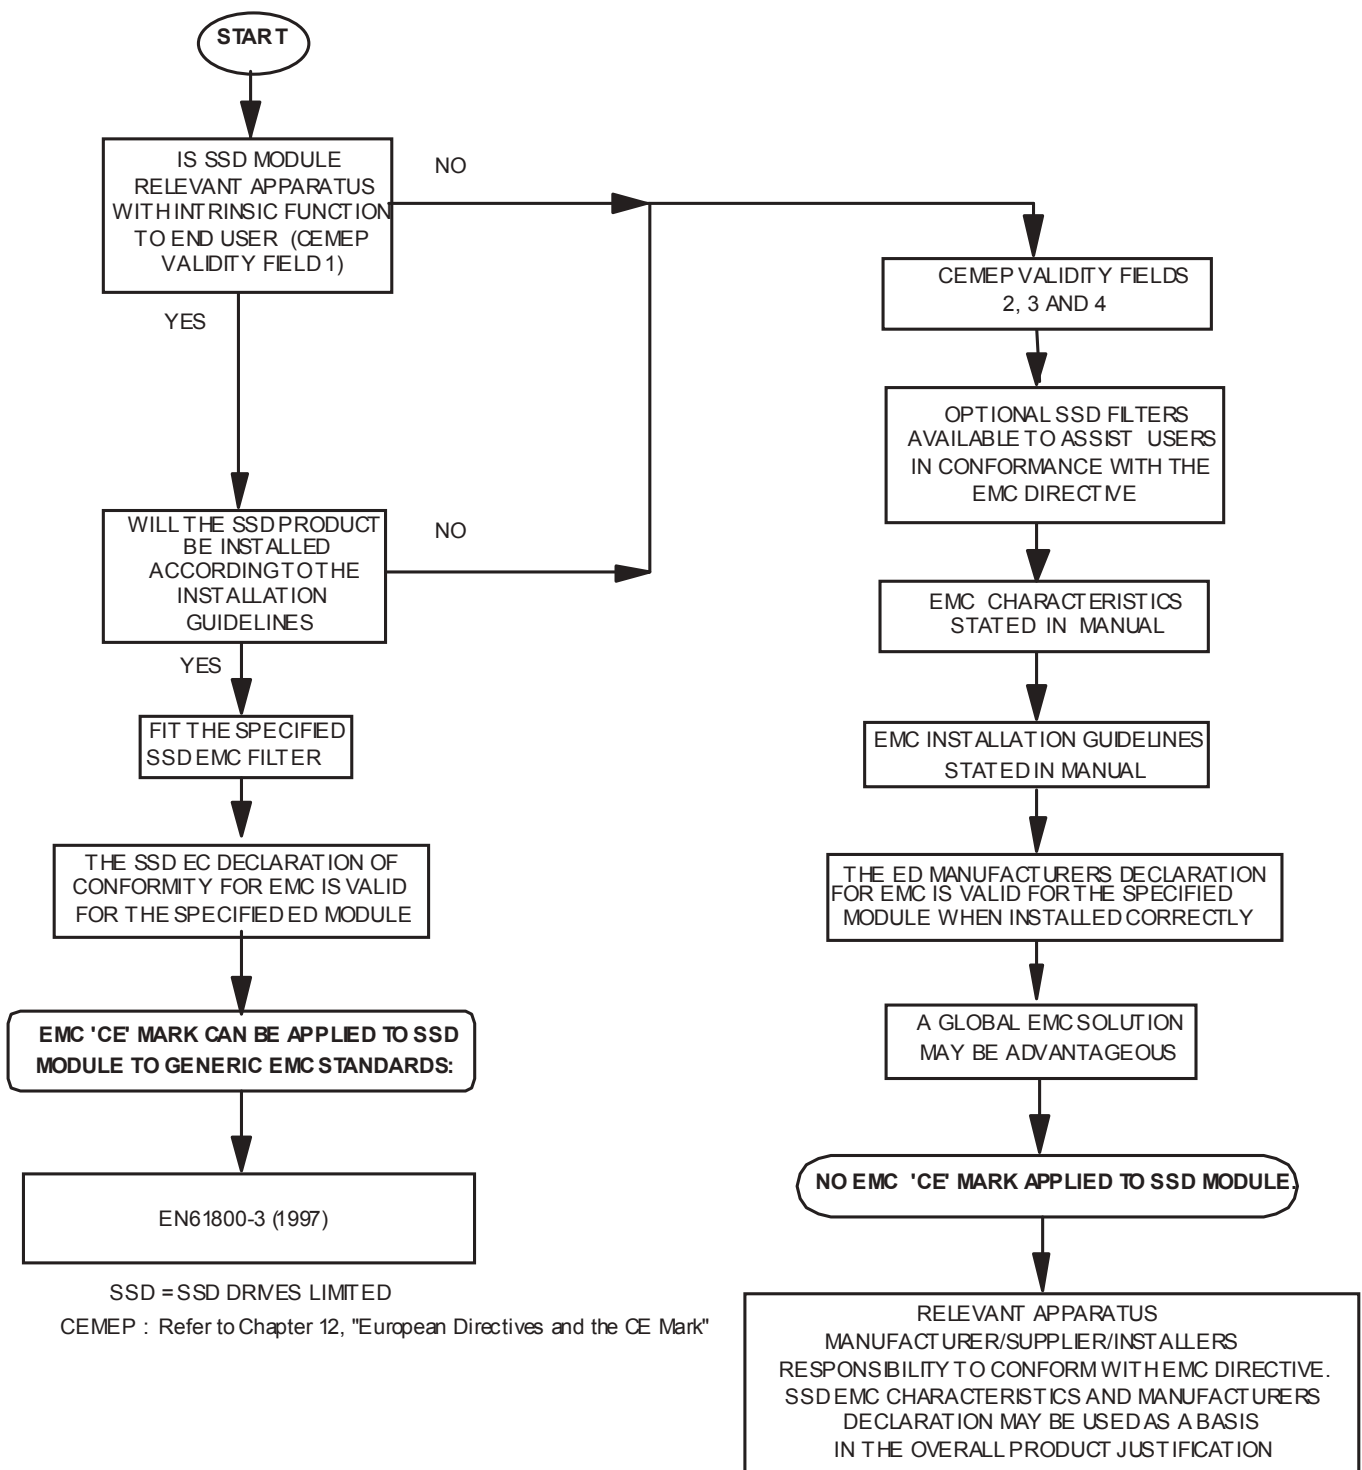 START
IS SSD MODULE
RELEVANT APPARATUS
WITH INTRINSIC FUNCTION
TO END USER (CEMEP
VALIDITY FIELD 1)
NO
YES
WILL THE SSD PRODUCT
BE INSTALLED
ACCORDING TO THE
INSTALLATION
GUIDELINES
NO
YES
FIT THE SPECIFIED
SSD EMC FILTER
THE SSD EC DECLARATION OF
CONFORMITY FOR EMC IS VALID
FOR THE SPECIFIED ED MODULE
EMC 'CE' MARK CAN BE APPLIED TO SSD
MODULE TO GENERIC EMC STANDARDS:
EN61800-3 (1997)
SSD = SSD DRIVES LIMITED
CEMEP : Refer to Chapter 12, "European Directives and the CE Mark"
CEMEP VALIDITY FIELDS
2, 3 AND 4
OPTIONAL SSD FILTERS
AVAILABLE TO ASSIST USERS
IN CONFORMANCE WITH THE
EMC DIRECTIVE
EMC CHARACTERISTICS
STATED IN MANUAL
EMC INSTALLATION GUIDELINES
STATED IN MANUAL
THE ED MANUFACTURERS DECLARATION
FOR EMC IS VALID FOR THE SPECIFIED
MODULE WHEN INSTALLED CORRECTLY
A GLOBAL EMC SOLUTION
MAY BE ADVANTAGEOUS
NO EMC 'CE' MARK APPLIED TO SSD MODULE.
RELEVANT APPARATUS
MANUFACTURER/SUPPLIER/INSTALLERS
RESPONSIBILITY TO CONFORM WITH EMC DIRECTIVE.
SSD EMC CHARACTERISTICS AND MANUFACTURERS
DECLARATION MAY BE USED AS A BASIS
IN THE OVERALL PRODUCT JUSTIFICATION